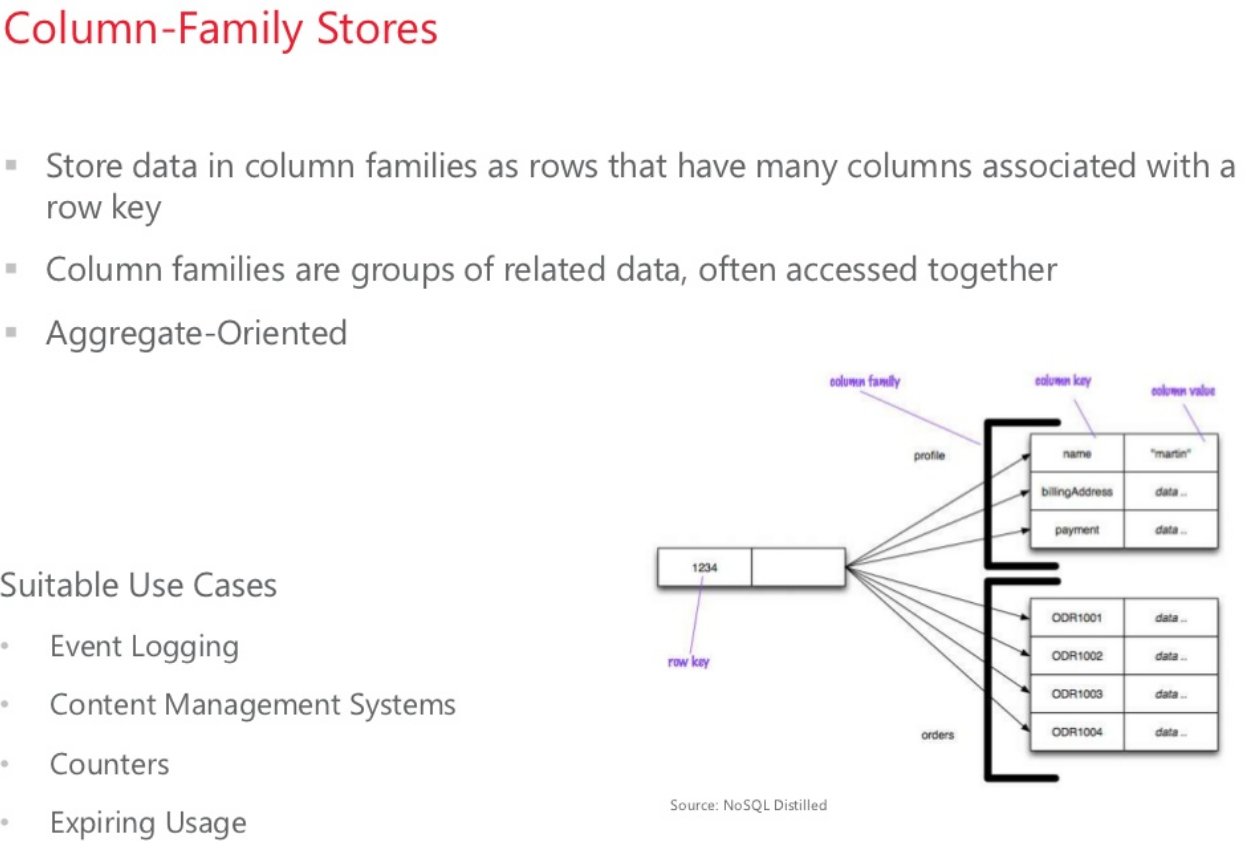 Column-Family Stores
▪ Store data in column families as rows that have many columns associated with a
row key
▪ Column families are groups of related data, often accessed together
▪ Aggregate-Oriented
column family
column key
column value
profile
name "martin"
billingAddress data ...
payment data ...
1234
row key
ODR1001 data ...
ODR1002 data ...
ODR1003 data ...
ODR1004 data ...
orders
Source: NoSQL Distilled
Suitable Use Cases
• Event Logging
• Content Management Systems
• Counters
• Expiring Usage